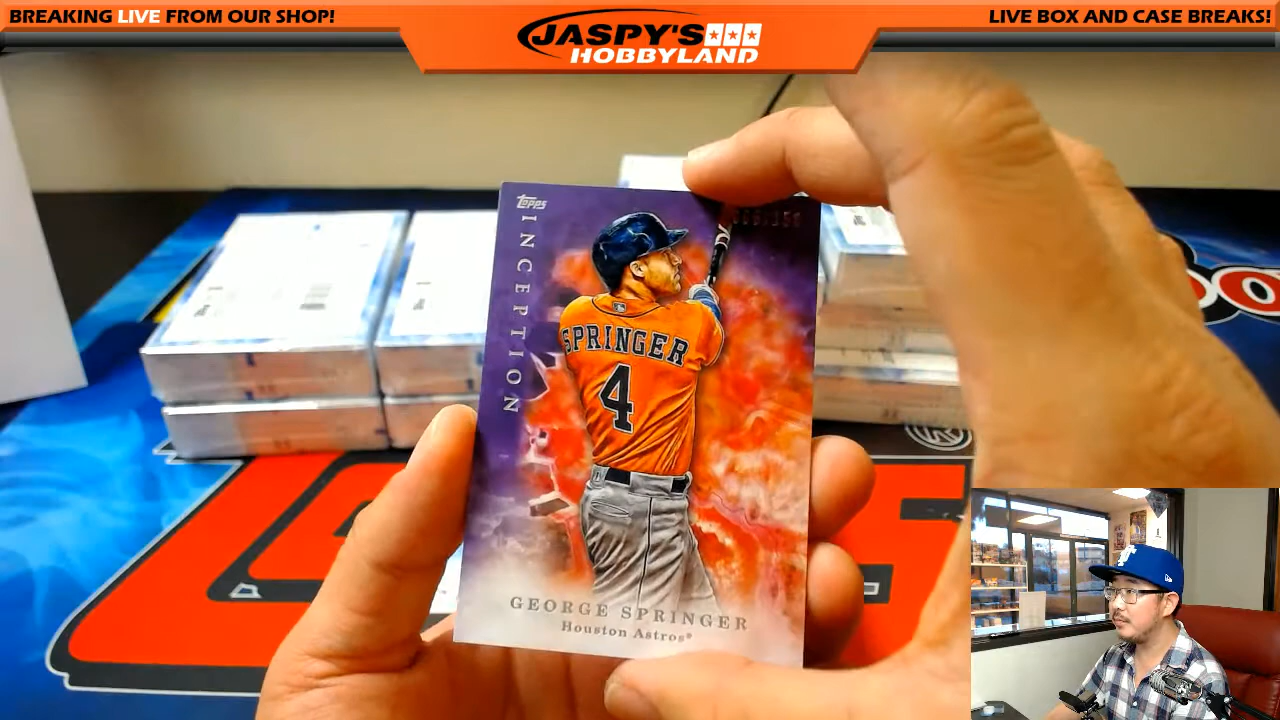 BREAKING LIVE FROM OUR SHOP!
JASPY'S
HOBBYLAND
LIVE BOX AND CASE BREAKS!
Topps
INCEPTION
SPRINGER
4
GEORGE SPRINGER
Houston Astros®